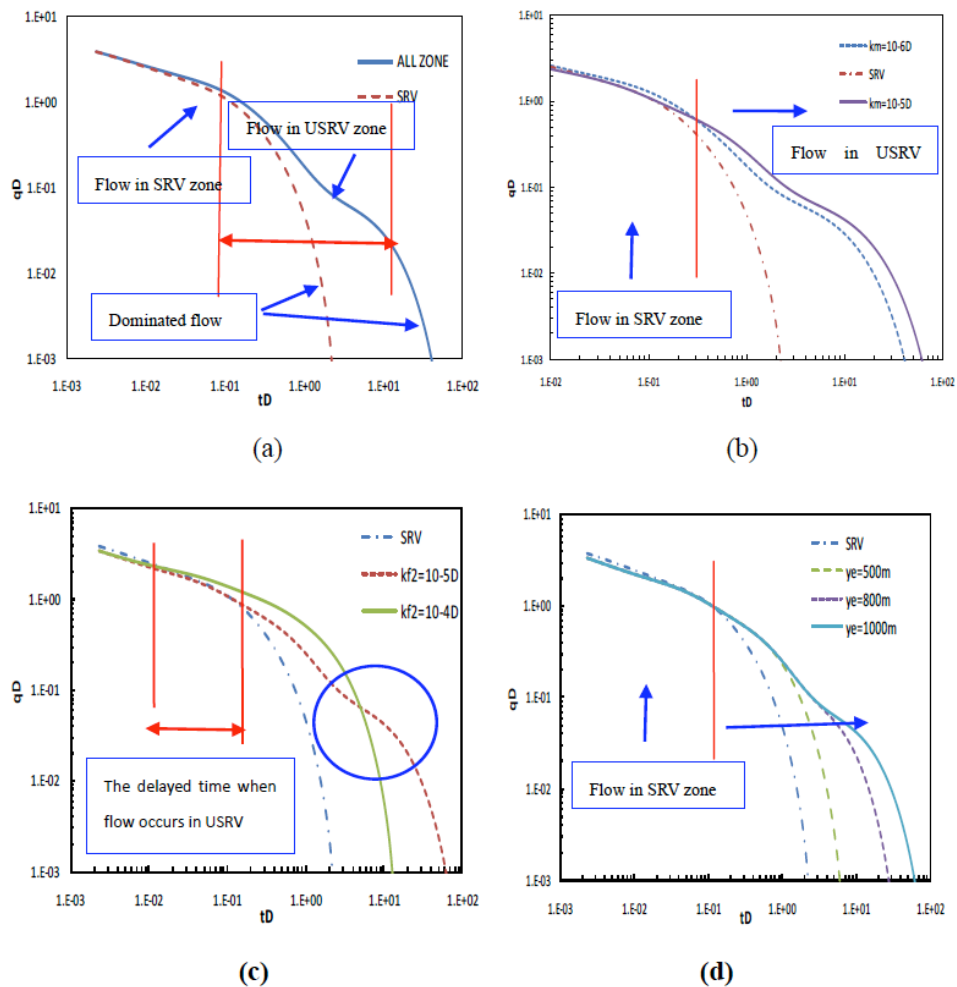 1.E+01
1.E+00
1.E-01
1.E-02
1.E-03
qD
ALL ZONE
SRV
Flow in USRV zone
Flow in SRV zone
Dominated flow
1.E-03 1.E-02 1.E-01 1.E+00 1.E+01 1.E+02
tD
(a)
1.E+01
1.E+00
1.E-01
1.E-02
1.E-03
qD
km=10-6D
SRV
km=10-5D
Flow in USRV
Flow in SRV zone
1.E-02 1.E-01 1.E+00 1.E+01 1.E+02
tD
(b)
1.E+01
1.E+00
1.E-01
1.E-02
1.E-03
qD
SRV
kf2=10-5D
kf2=10-4D
The delayed time when
flow occurs in USRV
1.E-03 1.E-02 1.E-01 1.E+00 1.E+01 1.E+02
tD
(c)
1.E+01
1.E+00
1.E-01
1.E-02
1.E-03
qD
SRV
ye=500m
ye=800m
ye=1000m
Flow in SRV zone
1.E-03 1.E-02 1.E-01 1.E+00 1.E+01 1.E+02
tD
(d)